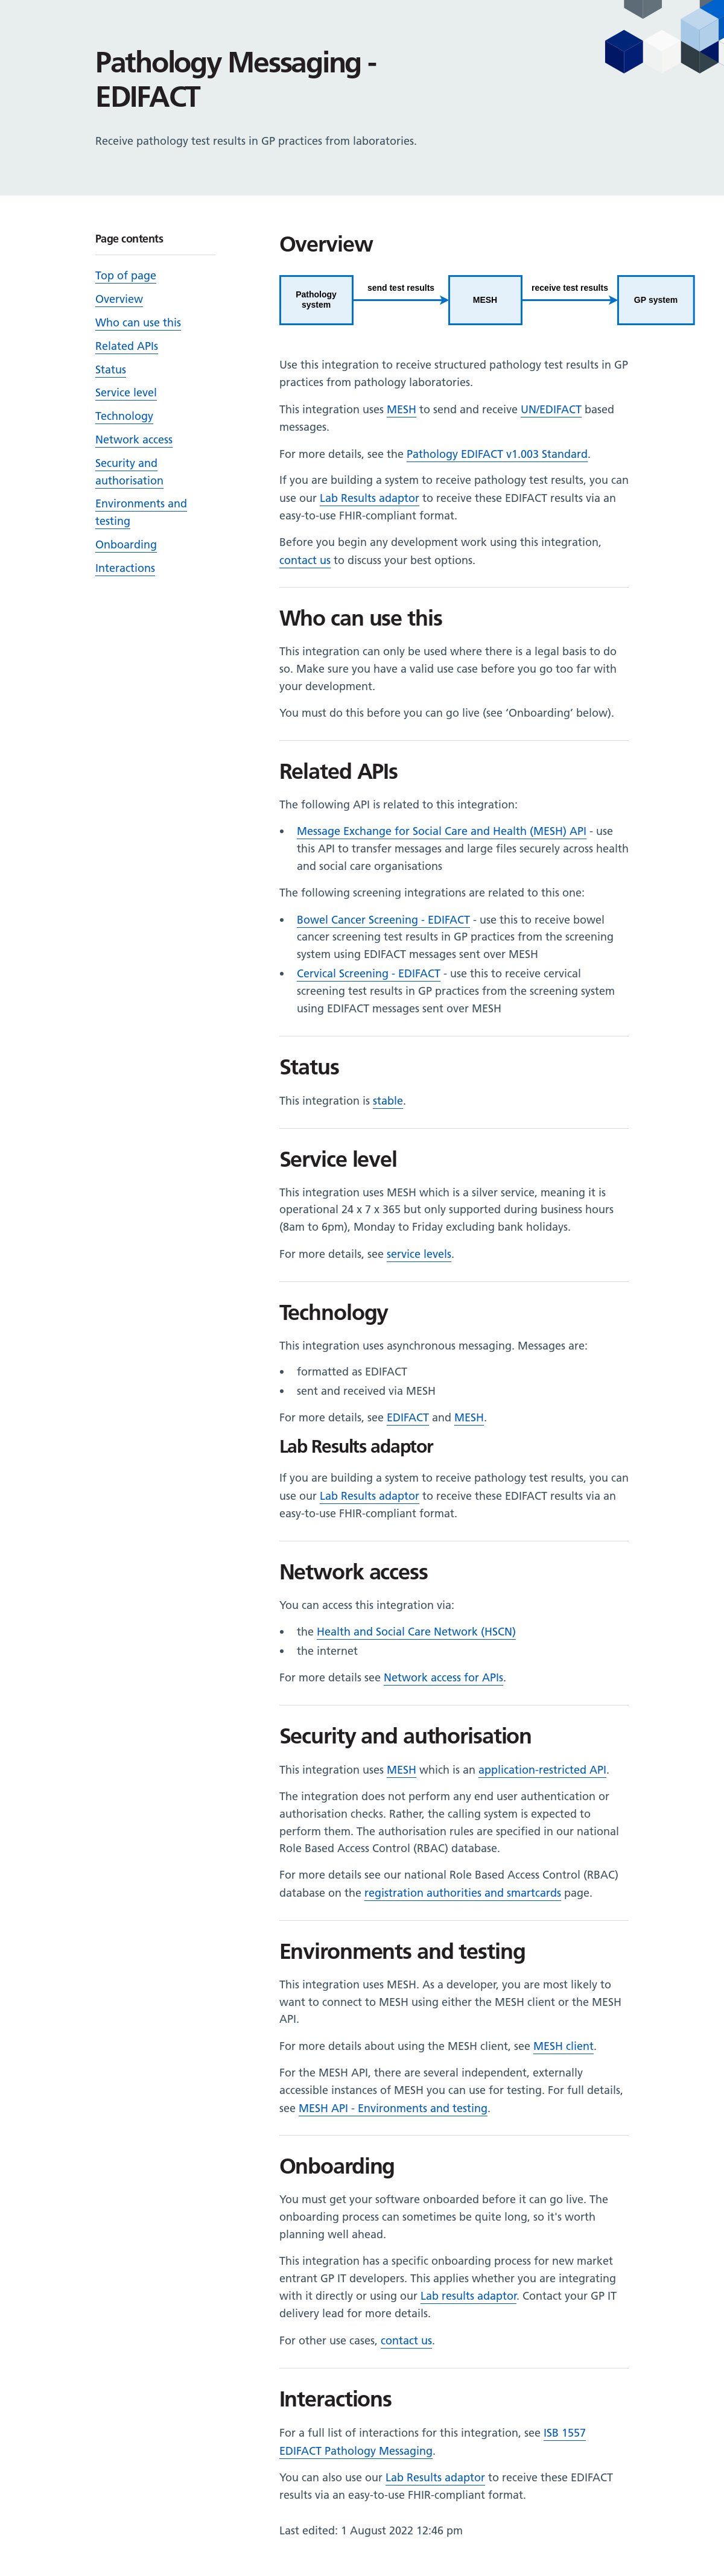 Pathology Messaging -
EDIFACT
Receive pathology test results in GP practices from laboratories.
Page contents
Top of page
Overview
Who can use this
Related APIs
Status
Service level
Technology
Network access
Security and
authorisation
Environments and
testing
Onboarding
Interactions
Overview
Pathology
system
send test results
MESH
receive test results
GP system
Use this integration to receive structured pathology test results in GP
practices from pathology laboratories.
This integration uses MESH to send and receive UN/EDIFACT based
messages.
For more details, see the Pathology EDIFACT v1.003 Standard.
If you are building a system to receive pathology test results, you can
use our Lab Results adaptor to receive these EDIFACT results via an
easy-to-use FHIR-compliant format.
Before you begin any development work using this integration,
contact us to discuss your best options.
Who can use this
This integration can only be used where there is a legal basis to do
so. Make sure you have a valid use case before you go too far with
your development.
You must do this before you can go live (see ‘Onboarding’ below).
Related APIs
The following API is related to this integration:
• Message Exchange for Social Care and Health (MESH) API - use
this API to transfer messages and large files securely across health
and social care organisations
The following screening integrations are related to this one:
• Bowel Cancer Screening - EDIFACT - use this to receive bowel
cancer screening test results in GP practices from the screening
system using EDIFACT messages sent over MESH
• Cervical Screening - EDIFACT - use this to receive cervical
screening test results in GP practices from the screening system
using EDIFACT messages sent over MESH
Status
This integration is stable.
Service level
This integration uses MESH which is a silver service, meaning it is
operational 24 x 7 x 365 but only supported during business hours
(8am to 6pm), Monday to Friday excluding bank holidays.
For more details, see service levels.
Technology
This integration uses asynchronous messaging. Messages are:
• formatted as EDIFACT
• sent and received via MESH
For more details, see EDIFACT and MESH.
Lab Results adaptor
If you are building a system to receive pathology test results, you can
use our Lab Results adaptor to receive these EDIFACT results via an
easy-to-use FHIR-compliant format.
Network access
You can access this integration via:
• the Health and Social Care Network (HSCN)
• the internet
For more details see Network access for APIs.
Security and authorisation
This integration uses MESH which is an application-restricted API.
The integration does not perform any end user authentication or
authorisation checks. Rather, the calling system is expected to
perform them. The authorisation rules are specified in our national
Role Based Access Control (RBAC) database.
For more details see our national Role Based Access Control (RBAC)
database on the registration authorities and smartcards page.
Environments and testing
This integration uses MESH. As a developer, you are most likely to
want to connect to MESH using either the MESH client or the MESH
API.
For more details about using the MESH client, see MESH client.
For the MESH API, there are several independent, externally
accessible instances of MESH you can use for testing. For full details,
see MESH API - Environments and testing.
Onboarding
You must get your software onboarded before it can go live. The
onboarding process can sometimes be quite long, so it's worth
planning well ahead.
This integration has a specific onboarding process for new market
entrant GP IT developers. This applies whether you are integrating
with it directly or using our Lab results adaptor. Contact your GP IT
delivery lead for more details.
For other use cases, contact us.
Interactions
For a full list of interactions for this integration, see ISB 1557
EDIFACT Pathology Messaging.
You can also use our Lab Results adaptor to receive these EDIFACT
results via an easy-to-use FHIR-compliant format.
Last edited: 1 August 2022 12:46 pm